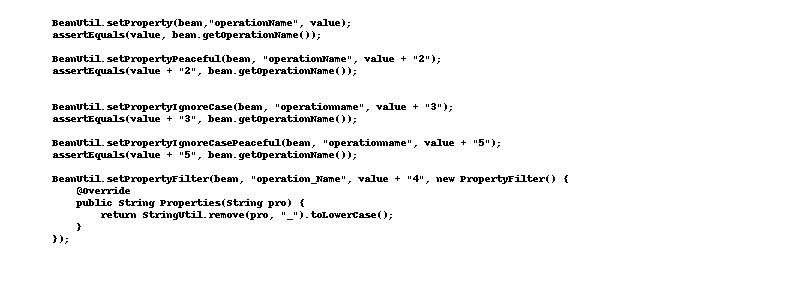 BeanUtil.setProperty(bean,"operationName", value);
assertEquals(value, bean.getOperationName());
BeanUtil.setPropertyPeaceful(bean, "operationName", value + "2");
assertEquals(value + "2", bean.getOperationName());
BeanUtil.setPropertyIgnoreCase(bean, "operationname", value + "3");
assertEquals(value + "3", bean.getOperationName());
BeanUtil.setPropertyIgnoreCasePeaceful(bean, "operationname", value + "5");
assertEquals(value + "5", bean.getOperationName());
BeanUtil.setPropertyFilter(bean, "operation_Name", value + "4", new PropertyFilter() {
    @Override
    public String Properties(String pro) {
        return StringUtil.remove(pro, "_").toLowerCase();
    }
});